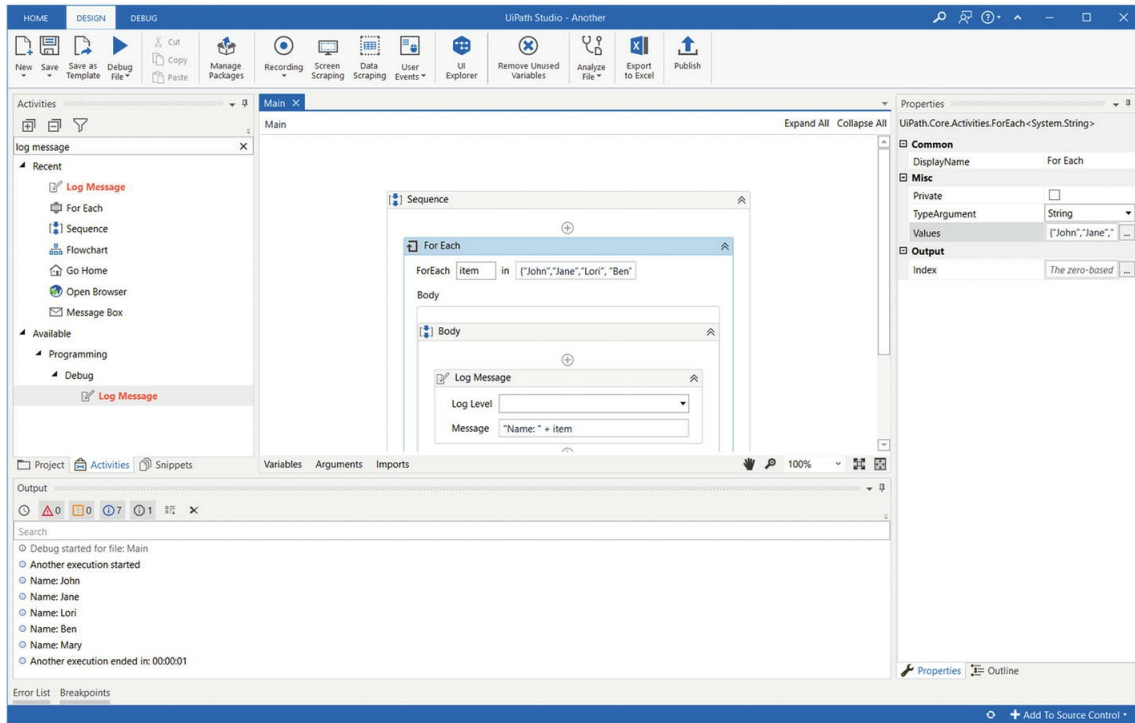 HOME DESIGN DEBUG UiPath Studio - Another
New Save Save as Template Debug File Cut Copy Paste Manage Packages Recording Screen Scraping Data Scraping User Events UI Explorer Remove Unused Variables Analyze File Export to Excel Publish
Activities
log message
Recent
Log Message
For Each
Sequence
Flowchart
Go Home
Open Browser
Message Box
Available
Programming
Debug
Log Message
Project Activities Snippets
Main
Main Expand All Collapse All
Sequence
For Each
ForEach item in {"John","Jane","Lori", "Ben"
Body
Body
Log Message
Log Level
Message "Name: " + item
Variables Arguments Imports 100%
Properties
UiPath.Core.Activities.ForEach<System.String>
Common
DisplayName For Each
Misc
Private
TypeArgument String
Values {"John","Jane"," ...
Output
Index The zero-based ...
Properties Outline
Output
0 0 7 1
Search
Debug started for file: Main
Another execution started
Name: John
Name: Jane
Name: Lori
Name: Ben
Name: Mary
Another execution ended in: 00:00:01
Error List Breakpoints
Add To Source Control